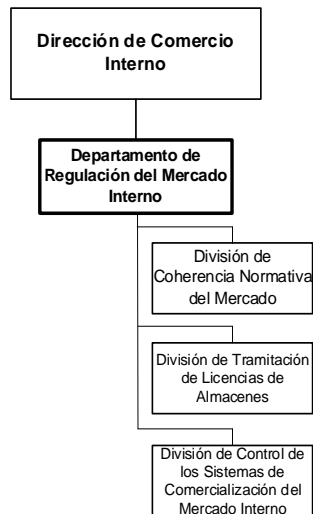 Dirección de Comercio
Interno
Departamento de
Regulación del Mercado
Interno
División de
Coherencia Normativa
del Mercado
División de Tramitación
de Licencias de
Almacenes
División de Control de
los Sistemas de
Comercialización del
Mercado Interno